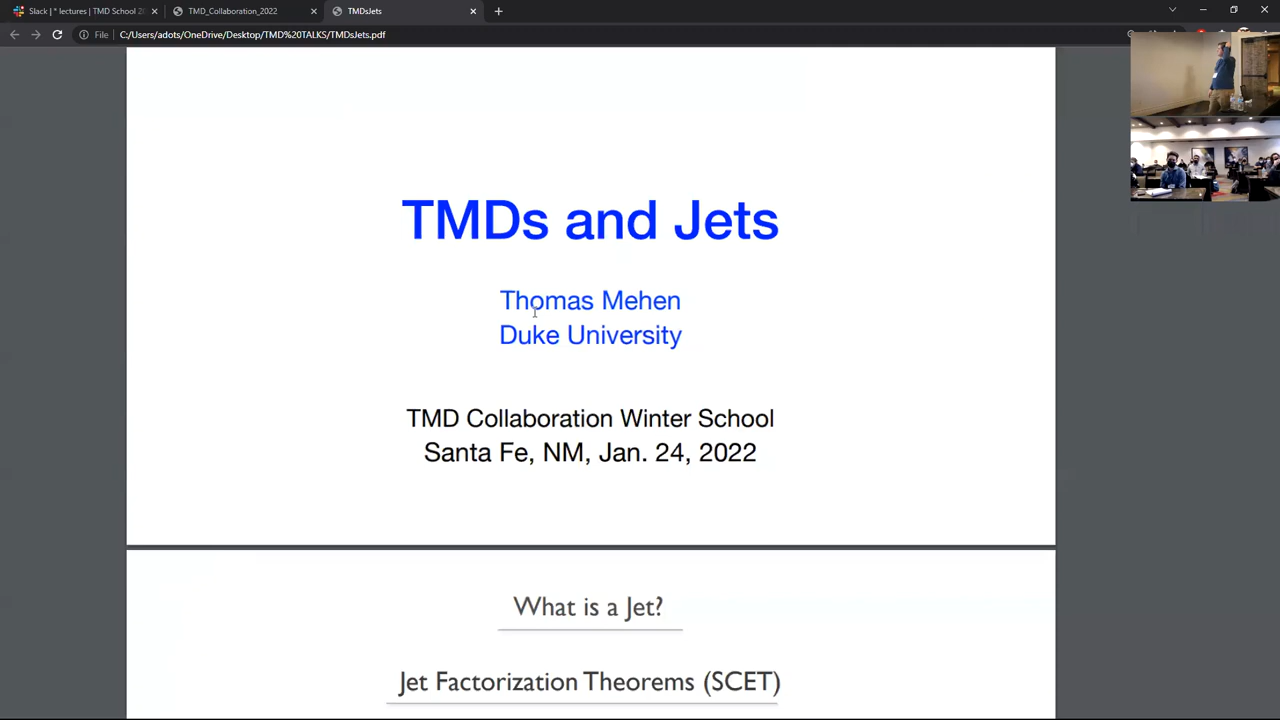 Slack | * lectures | TMD School 20
TMD_Collaboration_2022
TMDsJets
File
C:/Users/adots/OneDrive/Desktop/TMD%20TALKS/TMDsJets.pdf
TMDs and Jets
Thomas Mehen
Duke University
TMD Collaboration Winter School
Santa Fe, NM, Jan. 24, 2022
What is a Jet?
Jet Factorization Theorems (SCET)